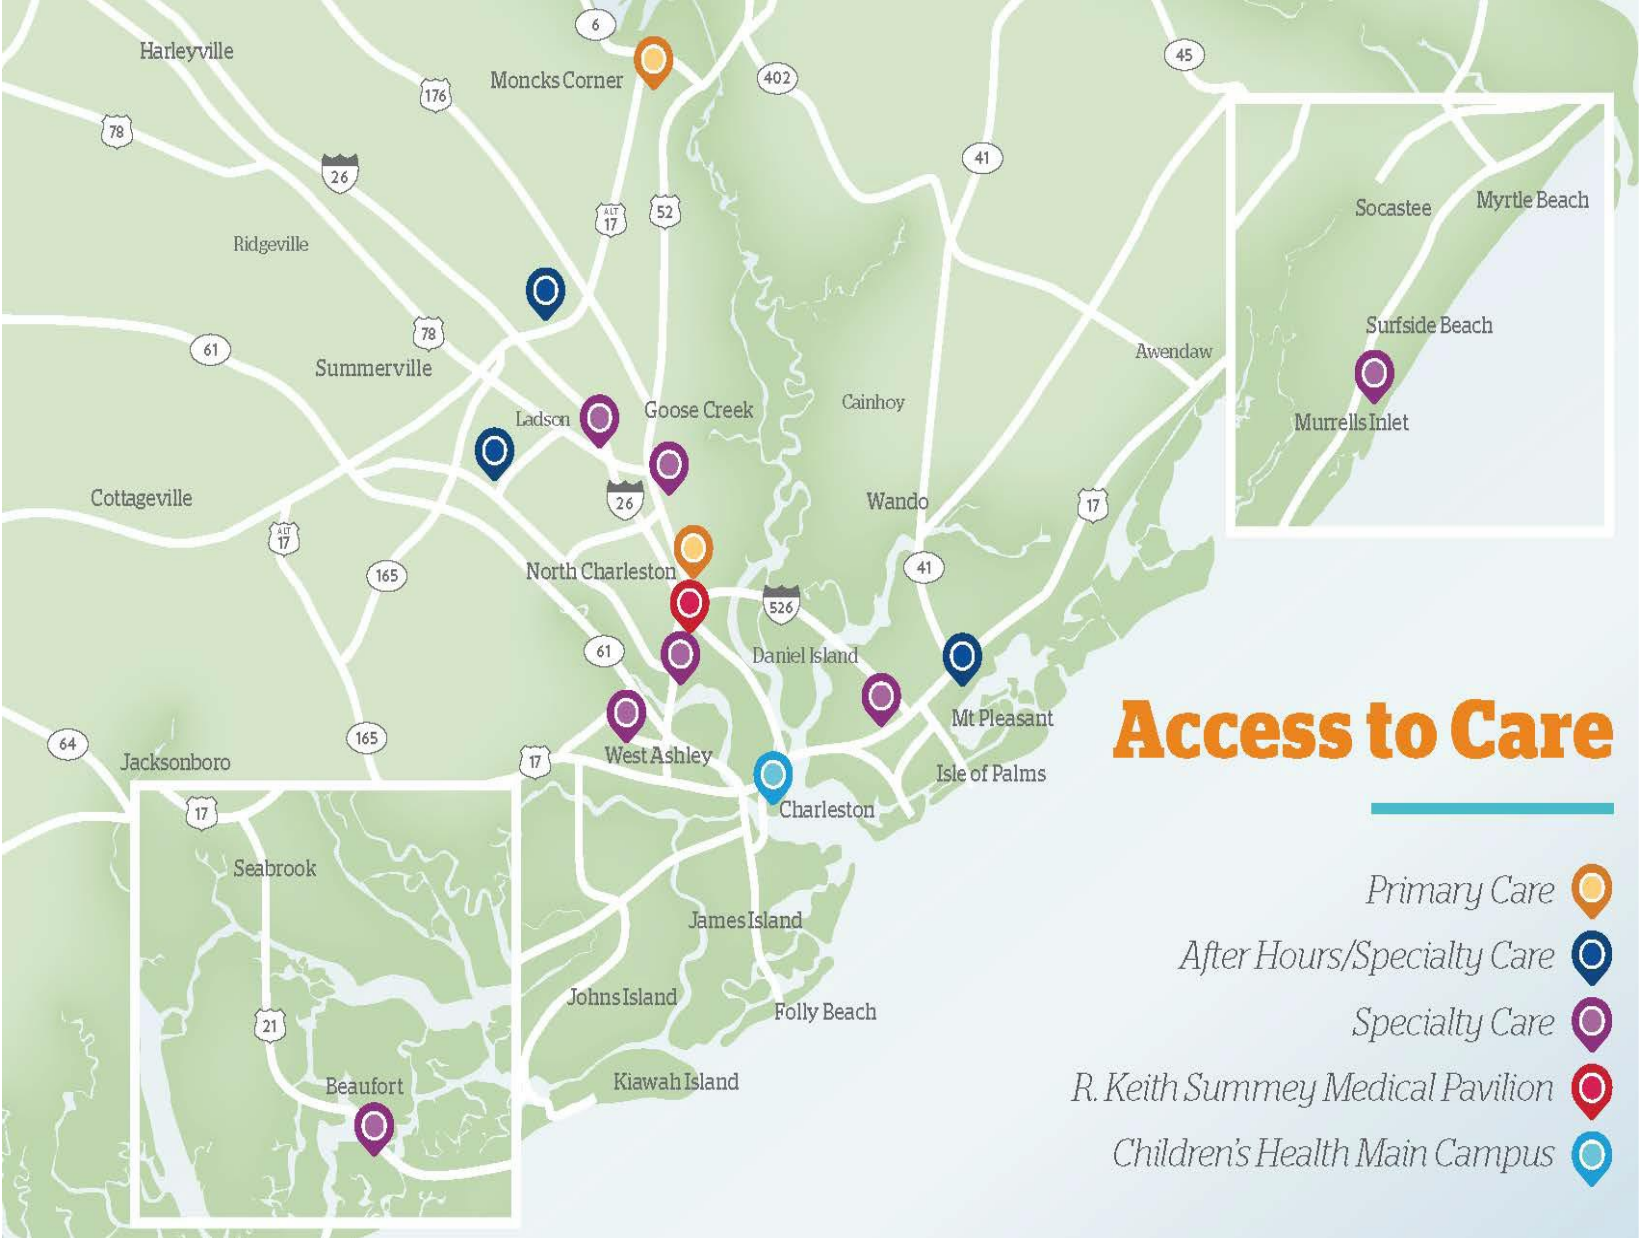 6
Harleyville
45
Moncks Corner
402
176
78
41
26
Socastee
Myrtle Beach
ALT
17
52
Ridgeville
78
Surfside Beach
61
Awendaw
Summerville
Cainhoy
Goose Creek
Ladson
Murrells Inlet
Cottageville
26
Wando
17
ALT
17
41
165
North Charleston
526
61
Daniel Island
Mt Pleasant
64
165
Access to Care
West Ashley
17
Jacksonboro
Isle of Palms
17
Charleston
Seabrook
Primary Care
James Island
After Hours/Specialty Care
Johns Island
Folly Beach
21
Specialty Care
Beaufort
Kiawah Island
R. Keith Summey Medical Pavilion
Children's Health Main Campus